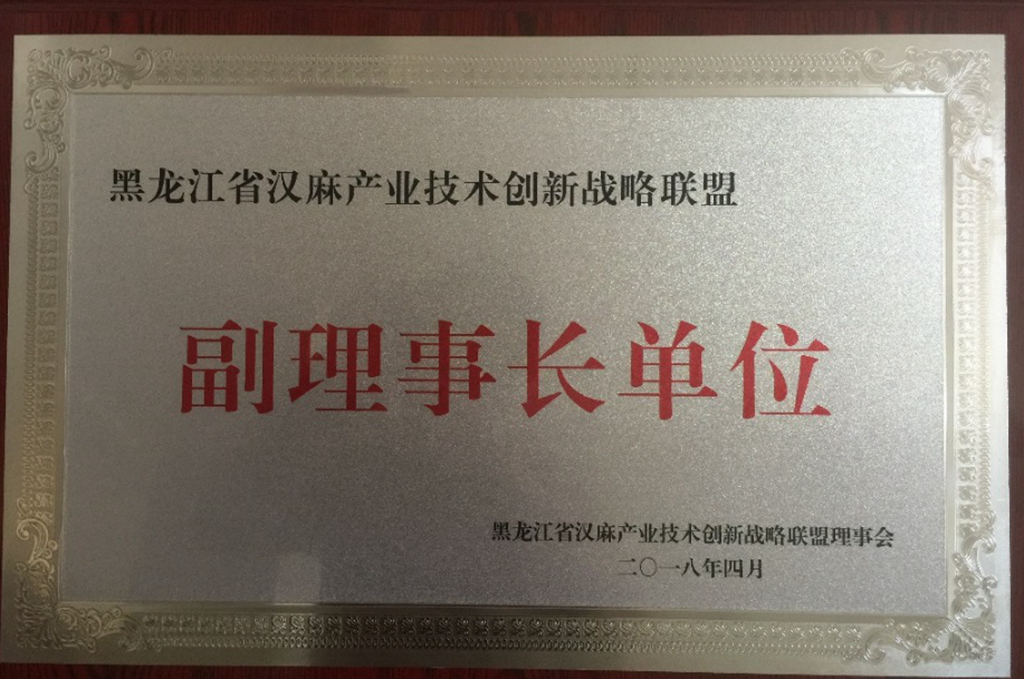 黑龙江省汉麻产业技术创新战略联盟
副理事长单位
黑龙江省汉麻产业技术创新战略联盟理事会
二〇一八年四月